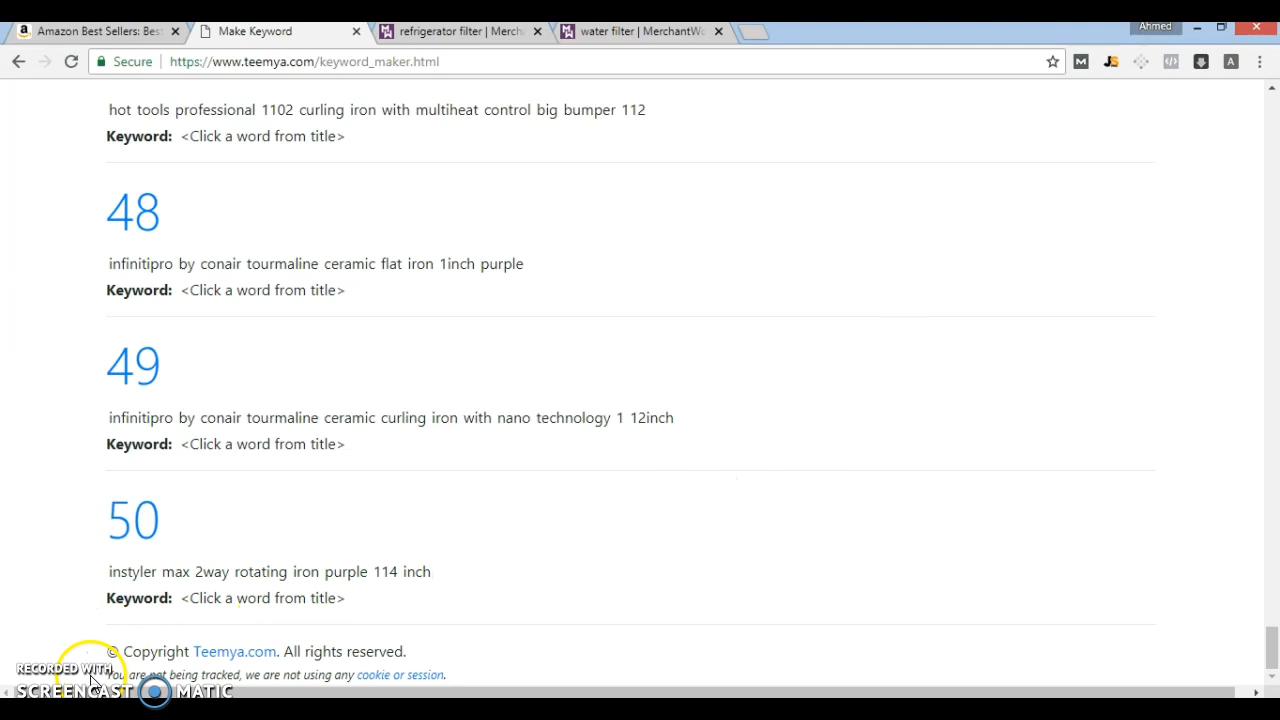 Amazon Best Sellers: Bes
Make Keyword
refrigerator filter | Merch
water filter | MerchantWo
Ahmed
Secure
https://www.teemya.com/keyword_maker.html
hot tools professional 1102 curling iron with multiheat control big bumper 112
Keyword: <Click a word from title>
48
infinitipro by conair tourmaline ceramic flat iron 1inch purple
Keyword: <Click a word from title>
49
infinitipro by conair tourmaline ceramic curling iron with nano technology 1 12inch
Keyword: <Click a word from title>
50
instyler max 2way rotating iron purple 114 inch
Keyword: <Click a word from title>
© Copyright Teemya.com. All rights reserved.
You are not being tracked, we are not using any cookie or session.
RECORDED WITH
SCREENCAST MATIC